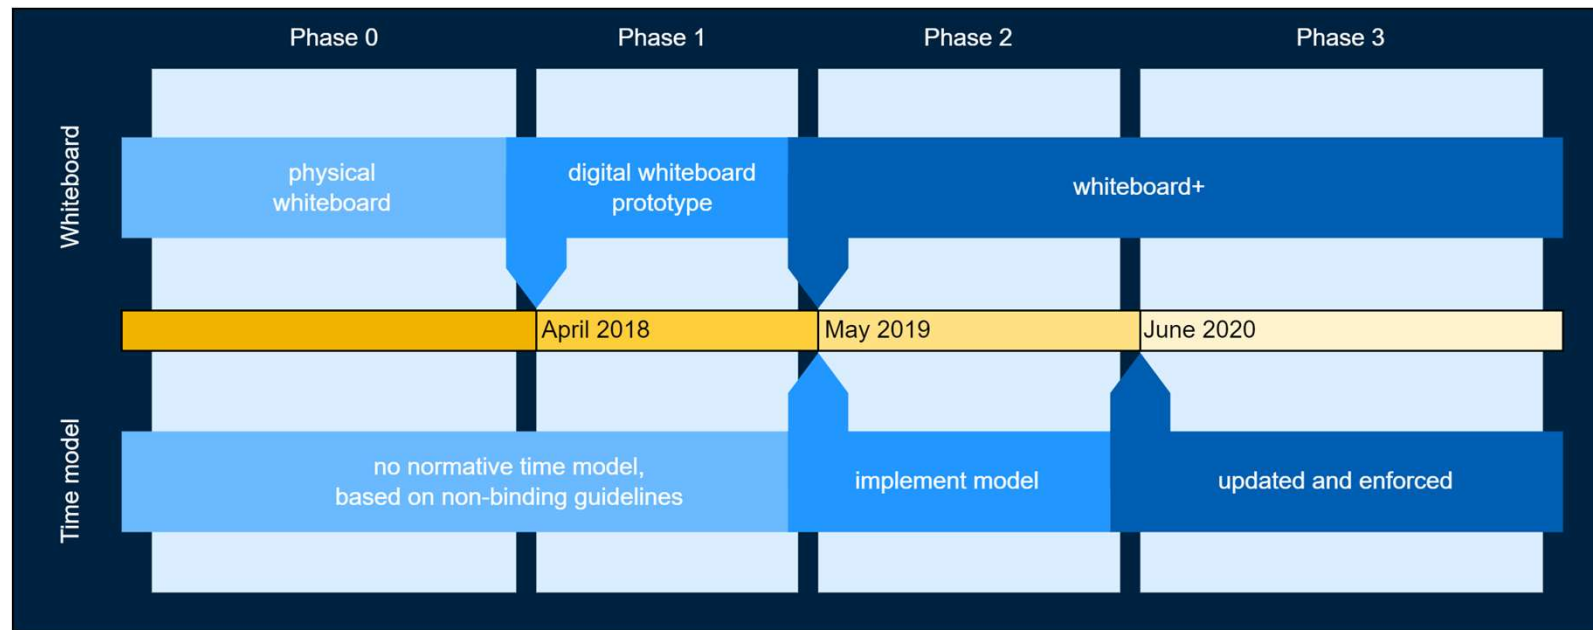 Phase 0
Phase 1
Phase 2
Phase 3
Whiteboard
physical
whiteboard
digital whiteboard
prototype
whiteboard+
April 2018
May 2019
June 2020
Time model
no normative time model,
based on non-binding guidelines
implement model
updated and enforced